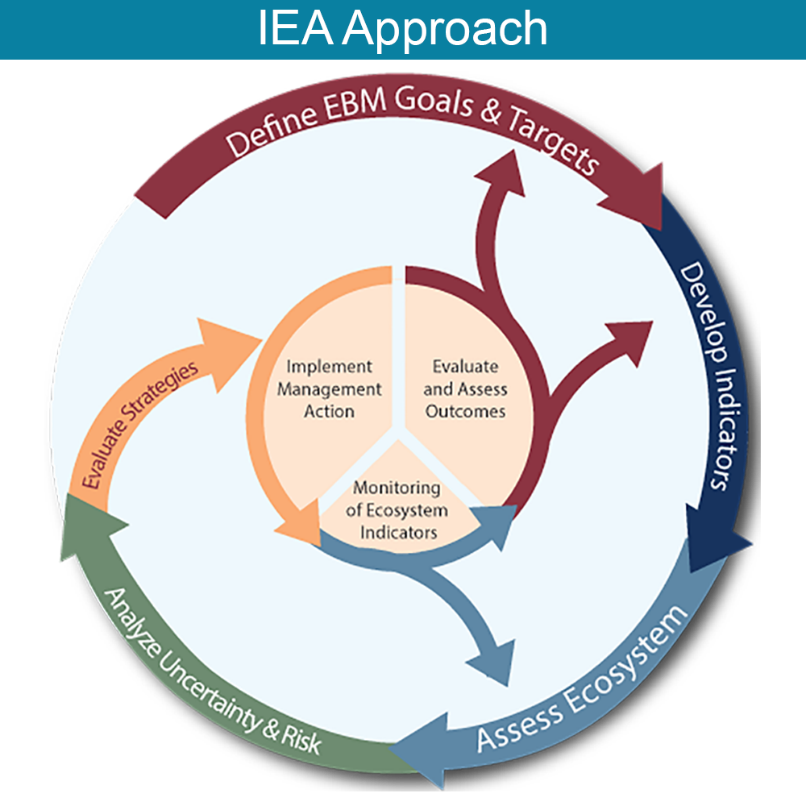 IEA Approach
Define EBM Goals & Targets
Develop Indicators
Assess Ecosystem
Analyze Uncertainty & Risk
Evaluate Strategies
Implement
Management
Action
Evaluate
and Assess
Outcomes
Monitoring
of Ecosystem
Indicators